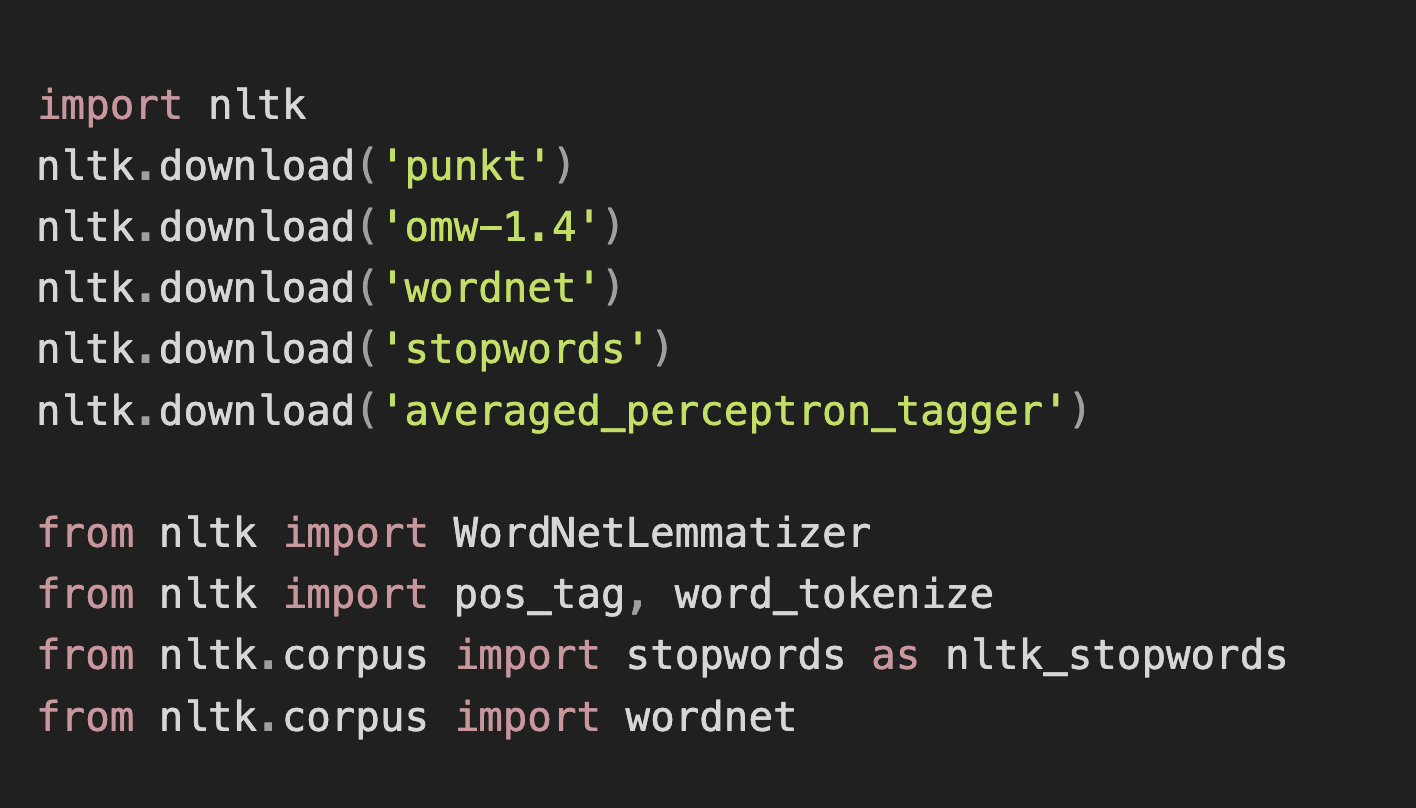 import nltk
nltk.download('punkt')
nltk.download('omw-1.4')
nltk.download('wordnet')
nltk.download('stopwords')
nltk.download('averaged_perceptron_tagger')
from nltk import WordNetLemmatizer
from nltk import pos_tag, word_tokenize
from nltk.corpus import stopwords as nltk_stopwords
from nltk.corpus import wordnet